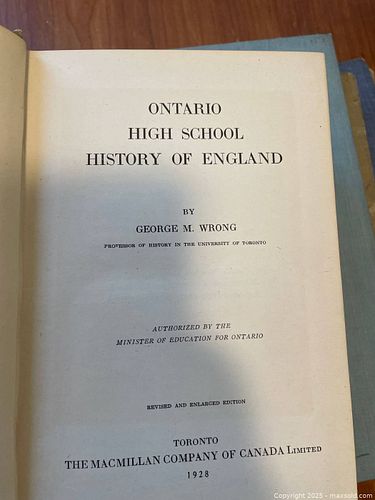 ONTARIO
HIGH SCHOOL
HISTORY OF ENGLAND
BY
GEORGE M. WRONG
PROFESSOR OF HISTORY IN THE UNIVERSITY OF TORONTO
AUTHORIZED BY THE
MINISTER OF EDUCATION FOR ONTARIO
REVISED AND ENLARGED EDITION
TORONTO
THE MACMILLAN COMPANY OF CANADA LIMITED
1928
Copyright 2025 - maxsold.com